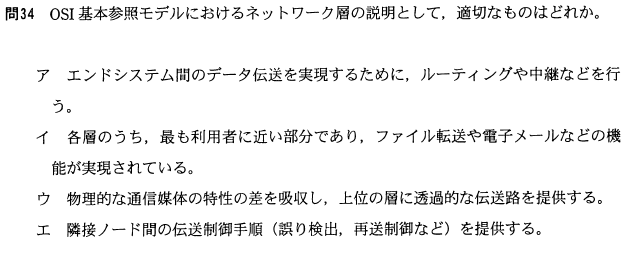 問34 OSI基本参照モデルにおけるネットワーク層の説明として，適切なものはどれか。
ア エンドシステム間のデータ伝送を実現するために，ルーティングや中継などを行
う。
イ 各層のうち，最も利用者に近い部分であり，ファイル転送や電子メールなどの機
能が実現されている。
ウ 物理的な通信媒体の特性の差を吸収し，上位の層に透過的な伝送路を提供する。
エ 隣接ノード間の伝送制御手順（誤り検出，再送制御など）を提供する。